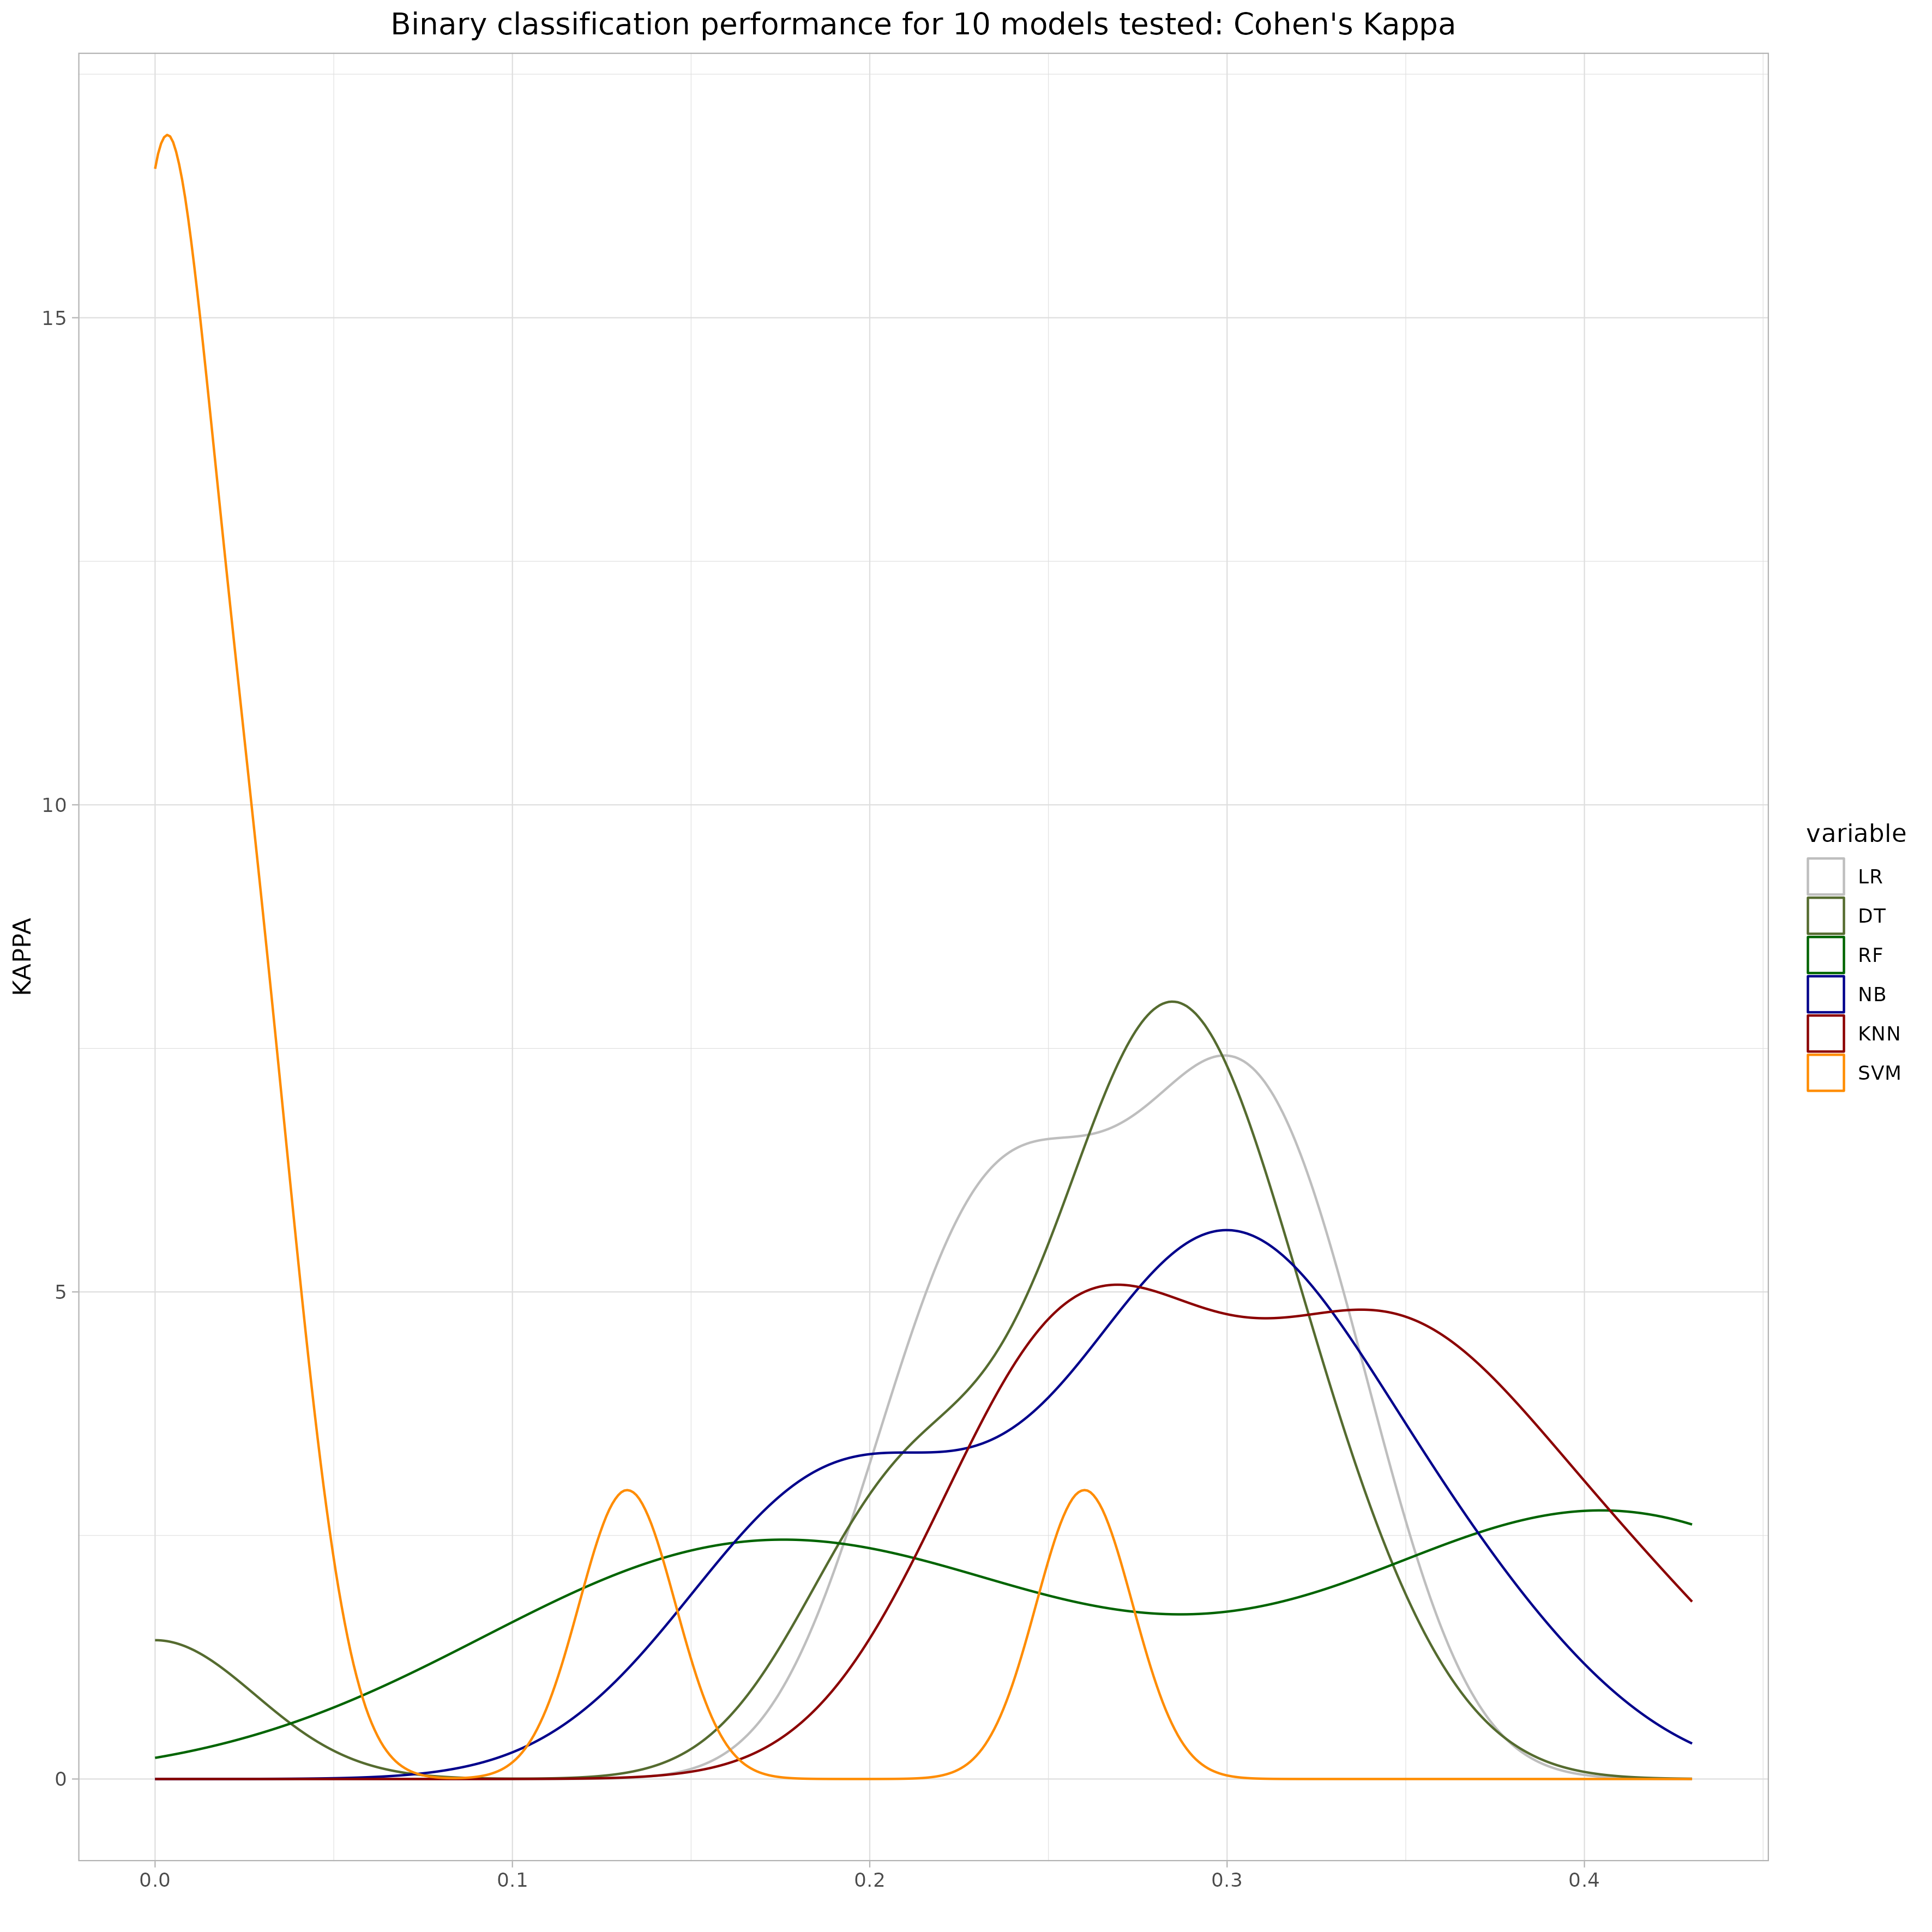 Binary classification performance for 10 models tested: Cohen's Kappa
15
10
5
0
KAPPA
0.0 0.1 0.2 0.3 0.4
variable
LR
DT
RF
NB
KNN
SVM